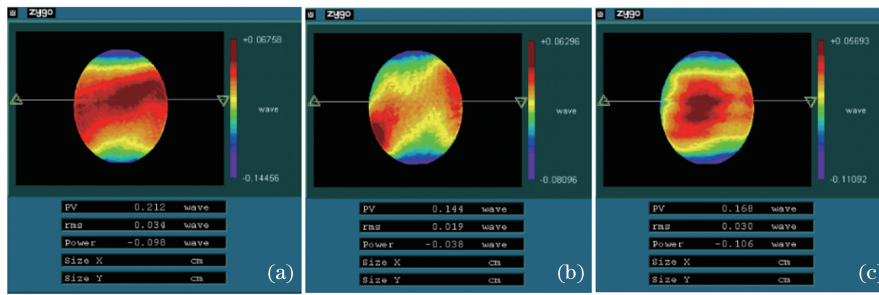 zygo
+0.06758
wave
-0.14456
PV 0.212 wave
rms 0.034 wave
Power -0.098 wave
Size X cm
Size Y cm
(a)
zygo
+0.06296
wave
-0.08096
PV 0.144 wave
rms 0.019 wave
Power -0.038 wave
Size X cm
Size Y cm
(b)
zygo
+0.05693
wave
-0.11092
PV 0.168 wave
rms 0.030 wave
Power -0.106 wave
Size X cm
Size Y cm
(c)